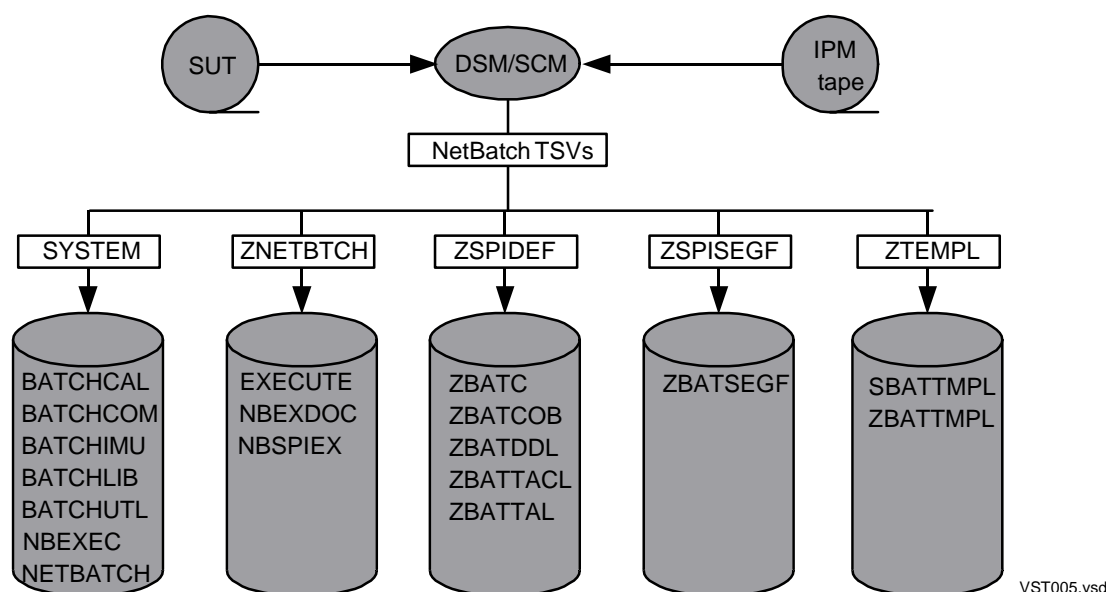 SUT
DSM/SCM
IPM
tape
NetBatch TSVs
SYSTEM
ZNETBTCH
ZSPIDEF
ZSPISEGF
ZTEMPL
BATCHCAL
BATCHCOM
BATCHIMU
BATCHLIB
BATCHUTL
NBEXEC
NETBATCH
EXECUTE
NBEXDOC
NBSPIEX
ZBATC
ZBATCOB
ZBATDDL
ZBATTACL
ZBATTAL
ZBATSEGF
SBATTMPL
ZBATTMPL
VST005.vsd